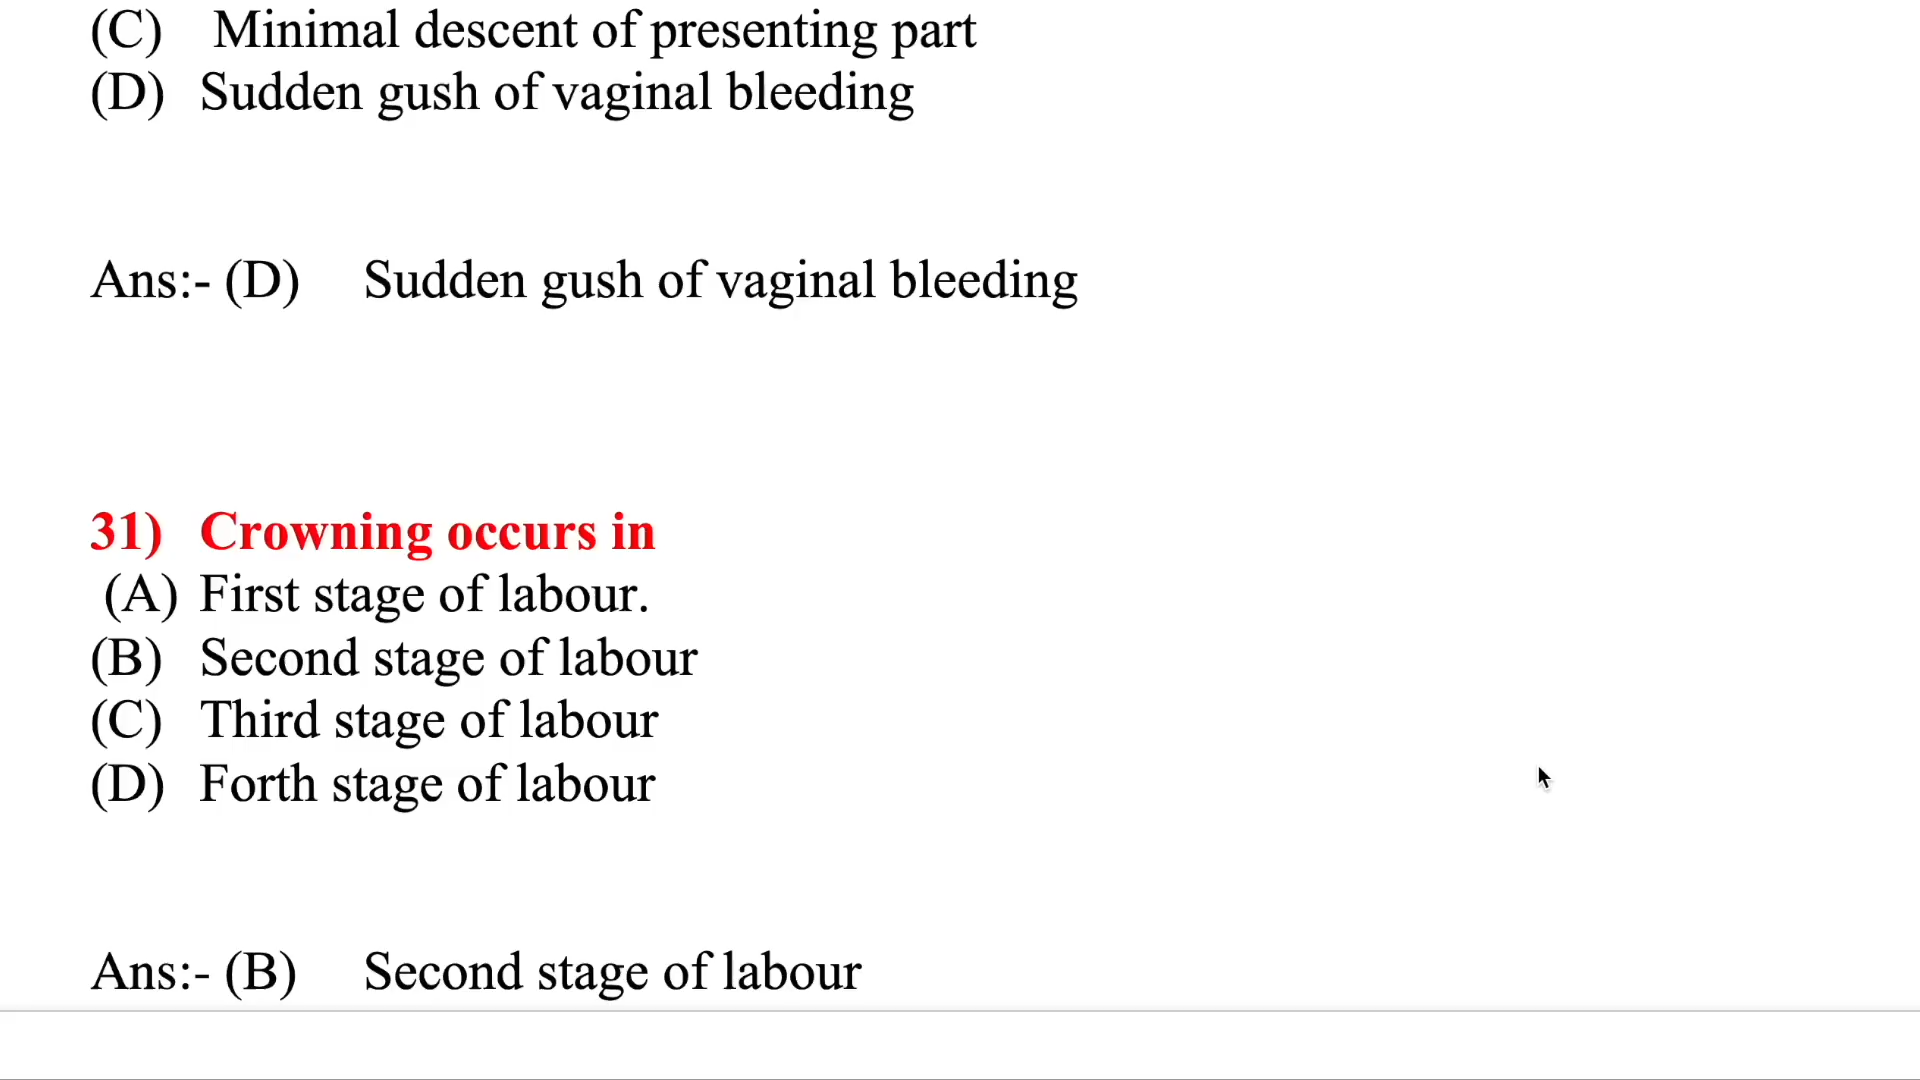 (C) Minimal descent of presenting part
(D) Sudden gush of vaginal bleeding
Ans:- (D) Sudden gush of vaginal bleeding
31) Crowning occurs in
(A) First stage of labour.
(B) Second stage of labour
(C) Third stage of labour
(D) Forth stage of labour
Ans:- (B) Second stage of labour